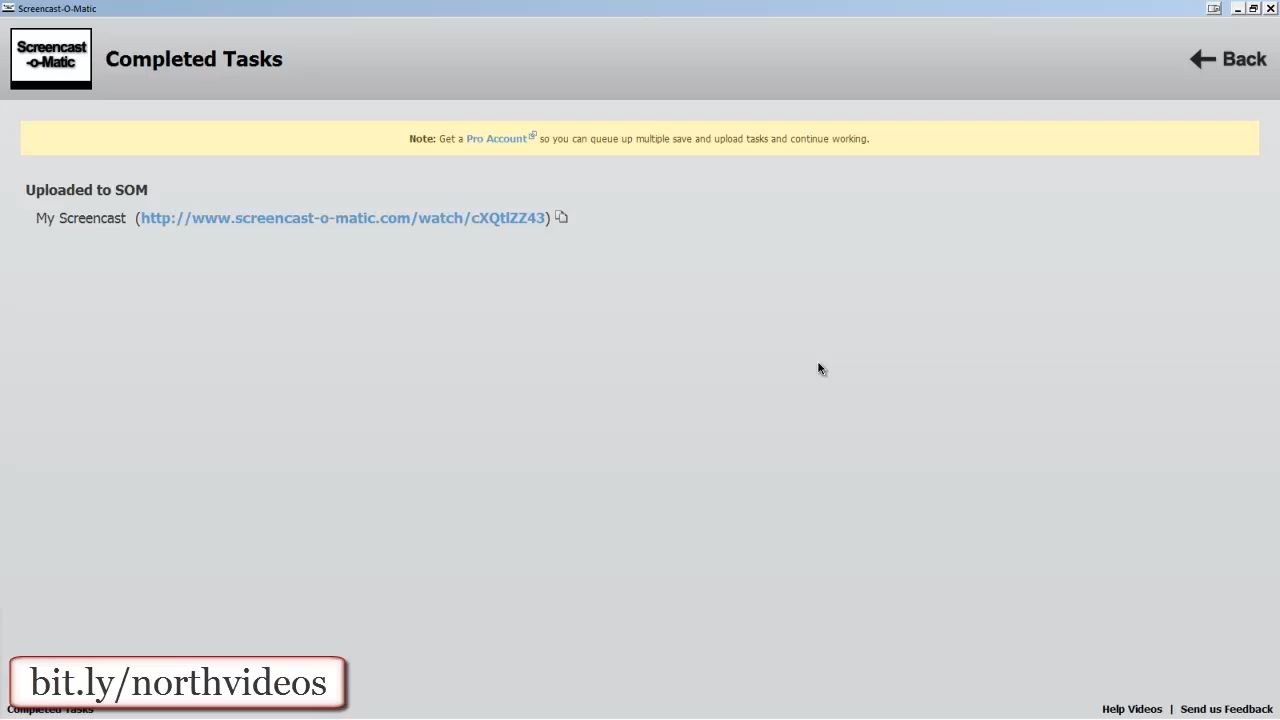 Screencast-O-Matic
Screencast
-o-Matic
Completed Tasks
Back
Note: Get a Pro Account so you can queue up multiple save and upload tasks and continue working.
Uploaded to SOM
My Screencast (http://www.screencast-o-matic.com/watch/cXQtlZZ43)
bit.ly/northvideos
Completed Tasks
Help Videos | Send us Feedback